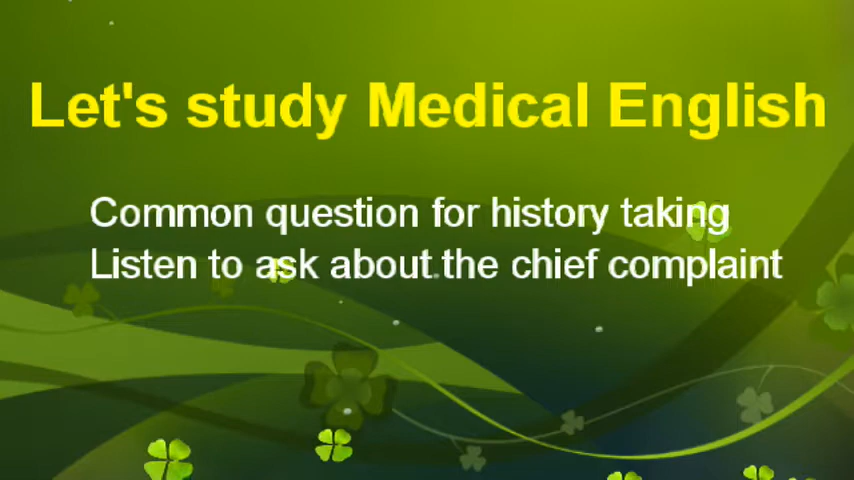 Let's study Medical English
Common question for history taking
Listen to ask about the chief complaint